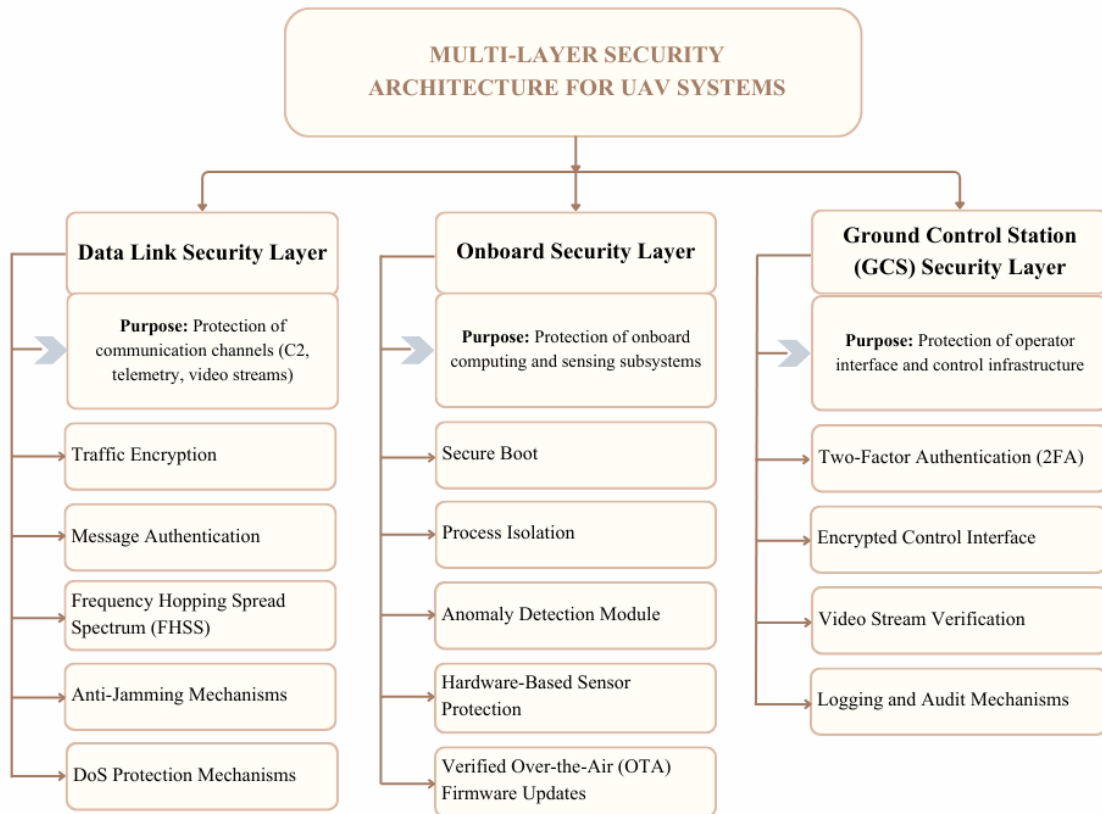 MULTI-LAYER SECURITY
ARCHITECTURE FOR UAV SYSTEMS
Data Link Security Layer
Purpose: Protection of
communication channels (C2,
telemetry, video streams)
Traffic Encryption
Message Authentication
Frequency Hopping Spread
Spectrum (FHSS)
Anti-Jamming Mechanisms
DoS Protection Mechanisms
Onboard Security Layer
Purpose: Protection of onboard
computing and sensing subsystems
Secure Boot
Process Isolation
Anomaly Detection Module
Hardware-Based Sensor
Protection
Verified Over-the-Air (OTA)
Firmware Updates
Ground Control Station
(GCS) Security Layer
Purpose: Protection of operator
interface and control infrastructure
Two-Factor Authentication (2FA)
Encrypted Control Interface
Video Stream Verification
Logging and Audit Mechanisms